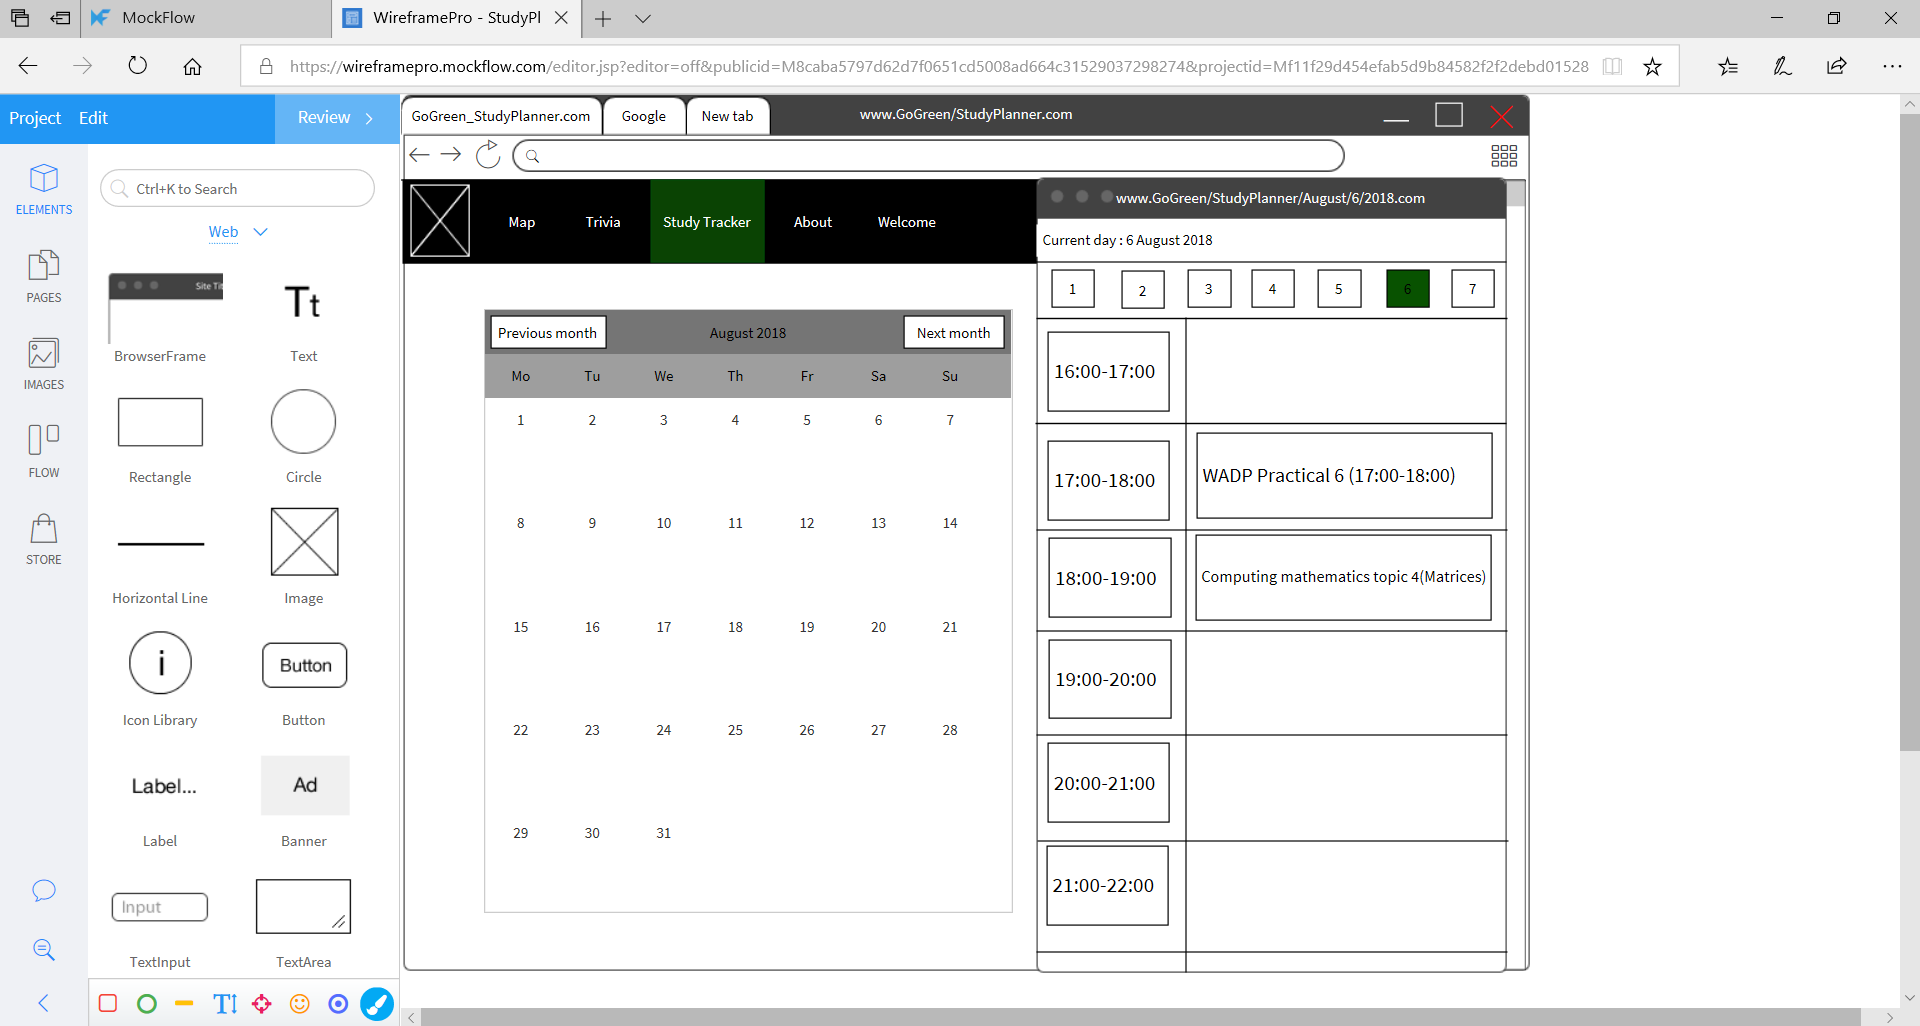 MockFlow
WireframePro - StudyPl
https://wireframepro.mockflow.com/editor.jsp?editor=off&publicid=M8caba5797d62d7f0651cd5008ad664c31529037298274&projectid=Mf11f29d454efab5d9b84582f2f2debd01528
Project Edit Review
ELEMENTS
PAGES
IMAGES
FLOW
STORE
Ctrl+K to Search
Web
Site Tit
BrowserFrame
Tt
Text
Rectangle
Circle
Horizontal Line
Image
i
Icon Library
Button
Button
Label...
Label
Ad
Banner
Input
TextInput
TextArea
GoGreen_StudyPlanner.com
Google
New tab
www.GoGreen/StudyPlanner.com
Map Trivia Study Tracker About Welcome
Previous month August 2018 Next month
Mo Tu We Th Fr Sa Su
1 2 3 4 5 6 7
8 9 10 11 12 13 14
15 16 17 18 19 20 21
22 23 24 25 26 27 28
29 30 31
www.GoGreen/StudyPlanner/August/6/2018.com
Current day : 6 August 2018
1 2 3 4 5 6 7
16:00-17:00
17:00-18:00 WADP Practical 6 (17:00-18:00)
18:00-19:00 Computing mathematics topic 4(Matrices)
19:00-20:00
20:00-21:00
21:00-22:00